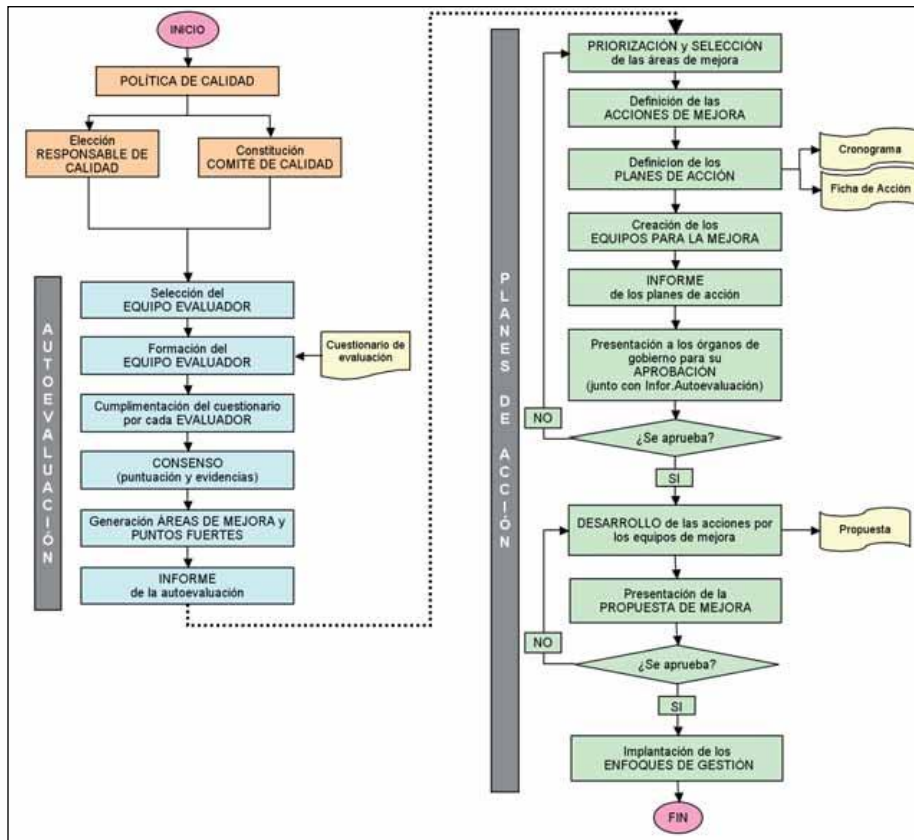 INICIO
POLÍTICA DE CALIDAD
Elección
RESPONSABLE DE
CALIDAD
Constitución
COMITÉ DE CALIDAD
AUTOEVALUACIÓN
Selección del
EQUIPO EVALUADOR
Formación del
EQUIPO EVALUADOR
Cuestionario de
evaluación
Cumplimentación del cuestionario
por cada EVALUADOR
CONSENSO
(puntuación y evidencias)
Generación ÁREAS DE MEJORA y
PUNTOS FUERTES
INFORME
de la autoevaluación
PLANES DE ACCIÓN
PRIORIZACIÓN y SELECCIÓN
de las áreas de mejora
Definición de las
ACCIONES DE MEJORA
Definicion de los
PLANES DE ACCIÓN
Cronograma
Ficha de Acción
Creación de los
EQUIPOS PARA LA MEJORA
INFORME
de los planes de acción
Presentación a los órganos de
gobierno para su
APROBACIÓN
(junto con Infor.Autoevaluación)
NO
¿Se aprueba?
SI
DESARROLLO de las acciones por
los equipos de mejora
Propuesta
Presentación de la
PROPUESTA DE MEJORA
NO
¿Se aprueba?
SI
Implantación de los
ENFOQUES DE GESTIÓN
FIN